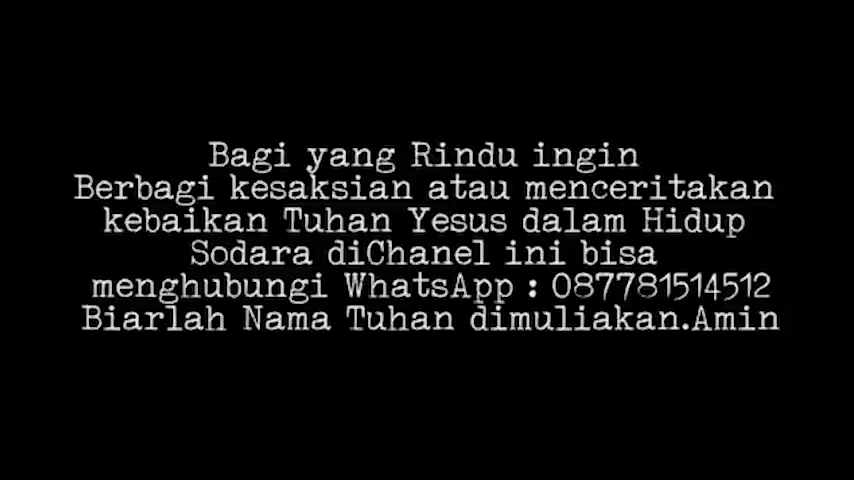 Bagi yang Rindu ingin
Berbagi kesaksian atau menceritakan
kebaikan Tuhan Yesus dalam Hidup
Sodara diChanel ini bisa
menghubungi WhatsApp : 087781514512
Biarlah Nama Tuhan dimuliakan.Amin